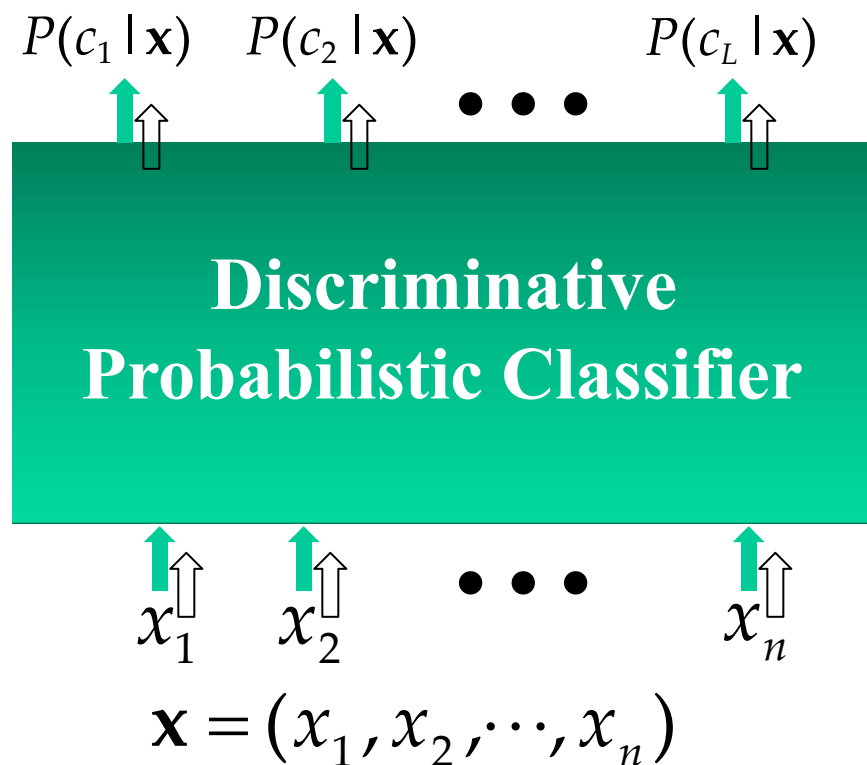 P(c₁ | x) P(c₂ | x) • • • P(c_L | x)
Discriminative
Probabilistic Classifier
x₁ x₂ • • • xₙ
x = (x₁, x₂, ⋯, xₙ)